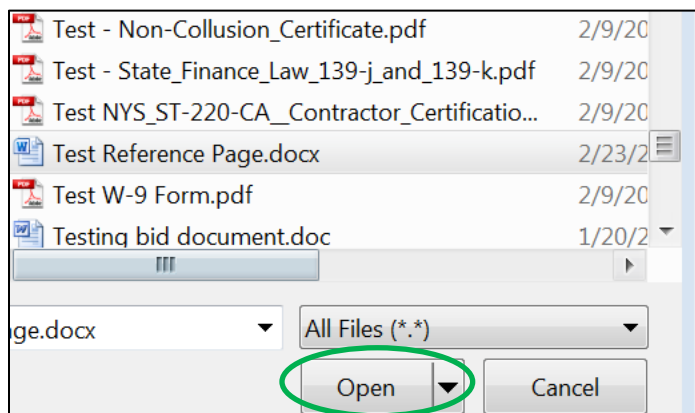 Test - Non-Collusion_Certificate.pdf 2/9/20
Test - State_Finance_Law_139-j_and_139-k.pdf 2/9/20
Test NYS_ST-220-CA__Contractor_Certificatio... 2/9/20
Test Reference Page.docx 2/23/2
Test W-9 Form.pdf 2/9/20
Testing bid document.doc 1/20/2
age.docx All Files (*.*)
Open Cancel